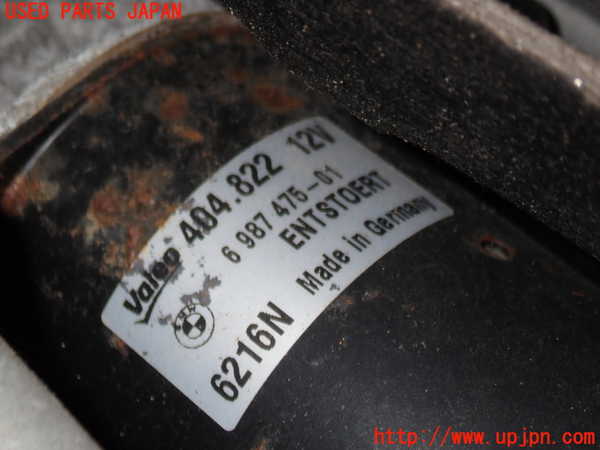 USED PARTS JAPAN
Valeo 404.822 12V
6 987 475-01
ENTSTOERT
6216N Made in Germany
http://www.upjpn.com/